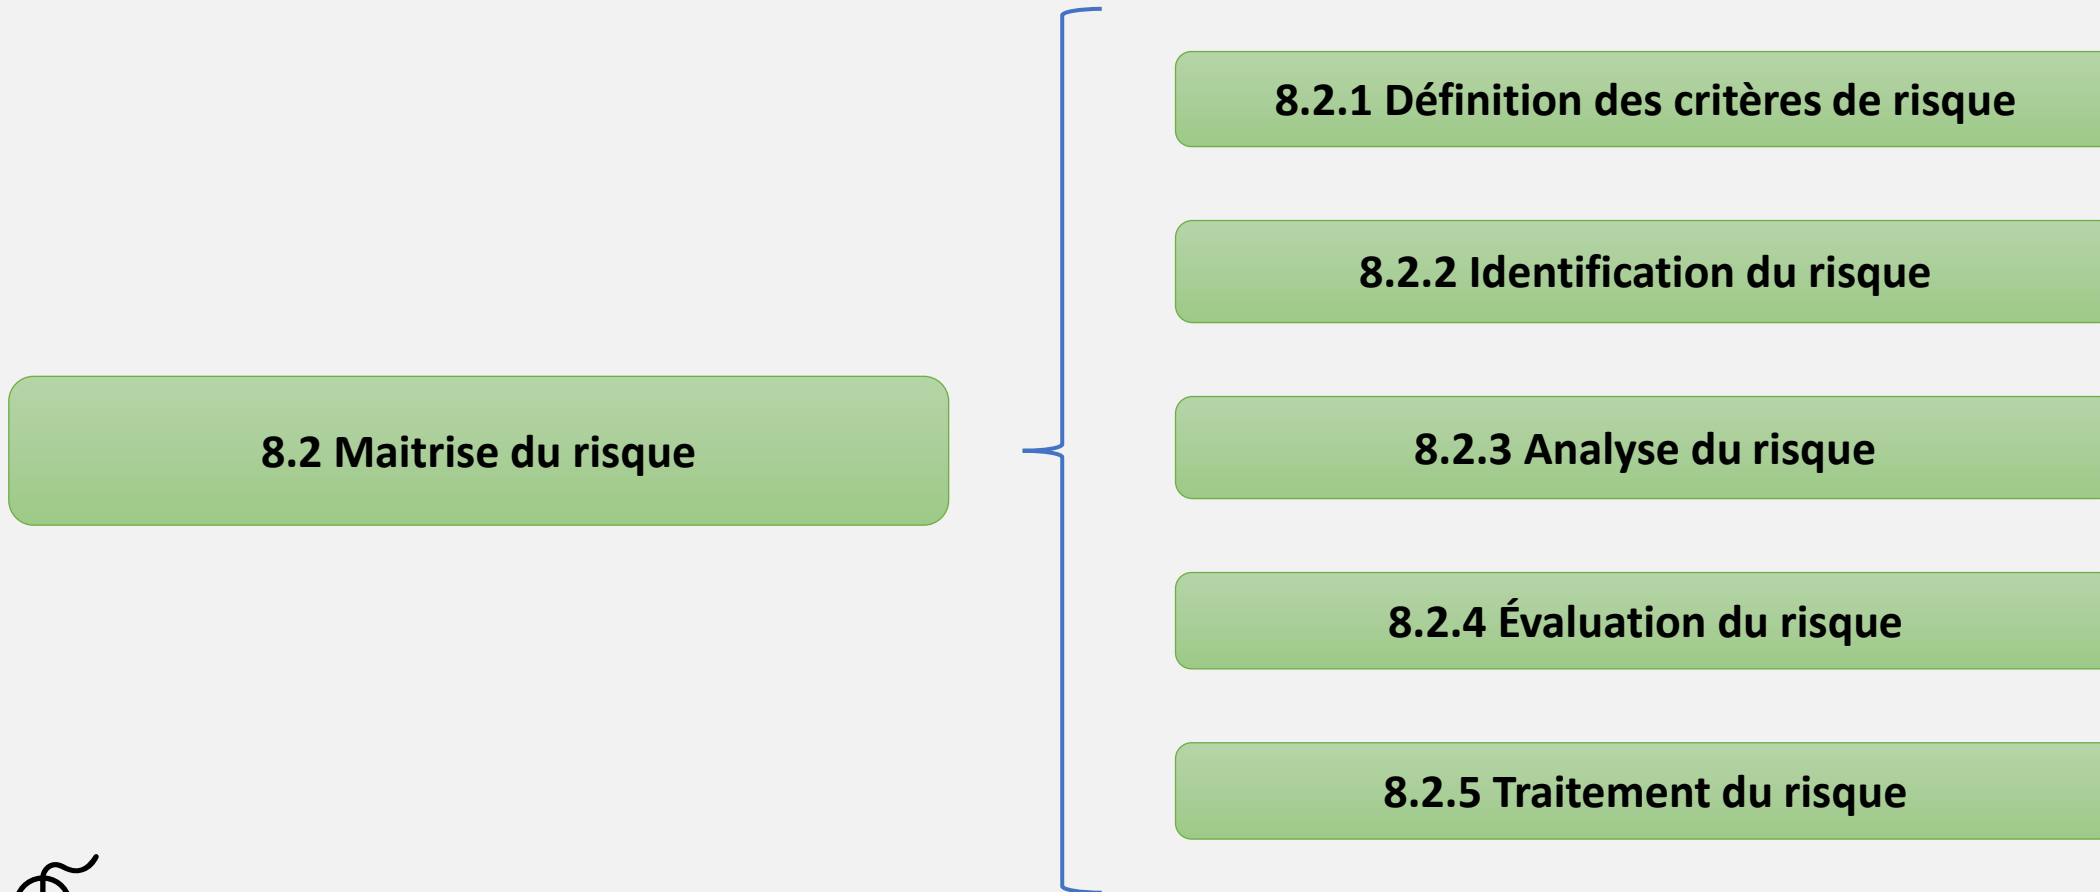 8.2 Maitrise du risque
8.2.1 Définition des critères de risque
8.2.2 Identification du risque
8.2.3 Analyse du risque
8.2.4 Évaluation du risque
8.2.5 Traitement du risque